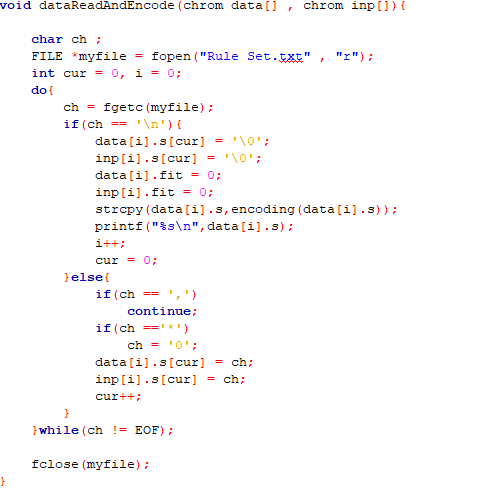 void dataReadAndEncode(chrom data[] , chrom inp[]){
char ch ;
FILE *myfile = fopen("Rule Set.txt" , "r");
int cur = 0, i = 0;
do{
ch = fgetc(myfile);
if(ch == '\n'){
data[i].s[cur] = '\0';
inp[i].s[cur] = '\0';
data[i].fit = 0;
inp[i].fit = 0;
strcpy(data[i].s,encoding(data[i].s));
printf("%s\n",data[i].s);
i++;
cur = 0;
}else{
if(ch == ',')
continue;
if(ch =='*')
ch = '0';
data[i].s[cur] = ch;
inp[i].s[cur] = ch;
cur++;
}
}while(ch != EOF);
fclose(myfile);
}